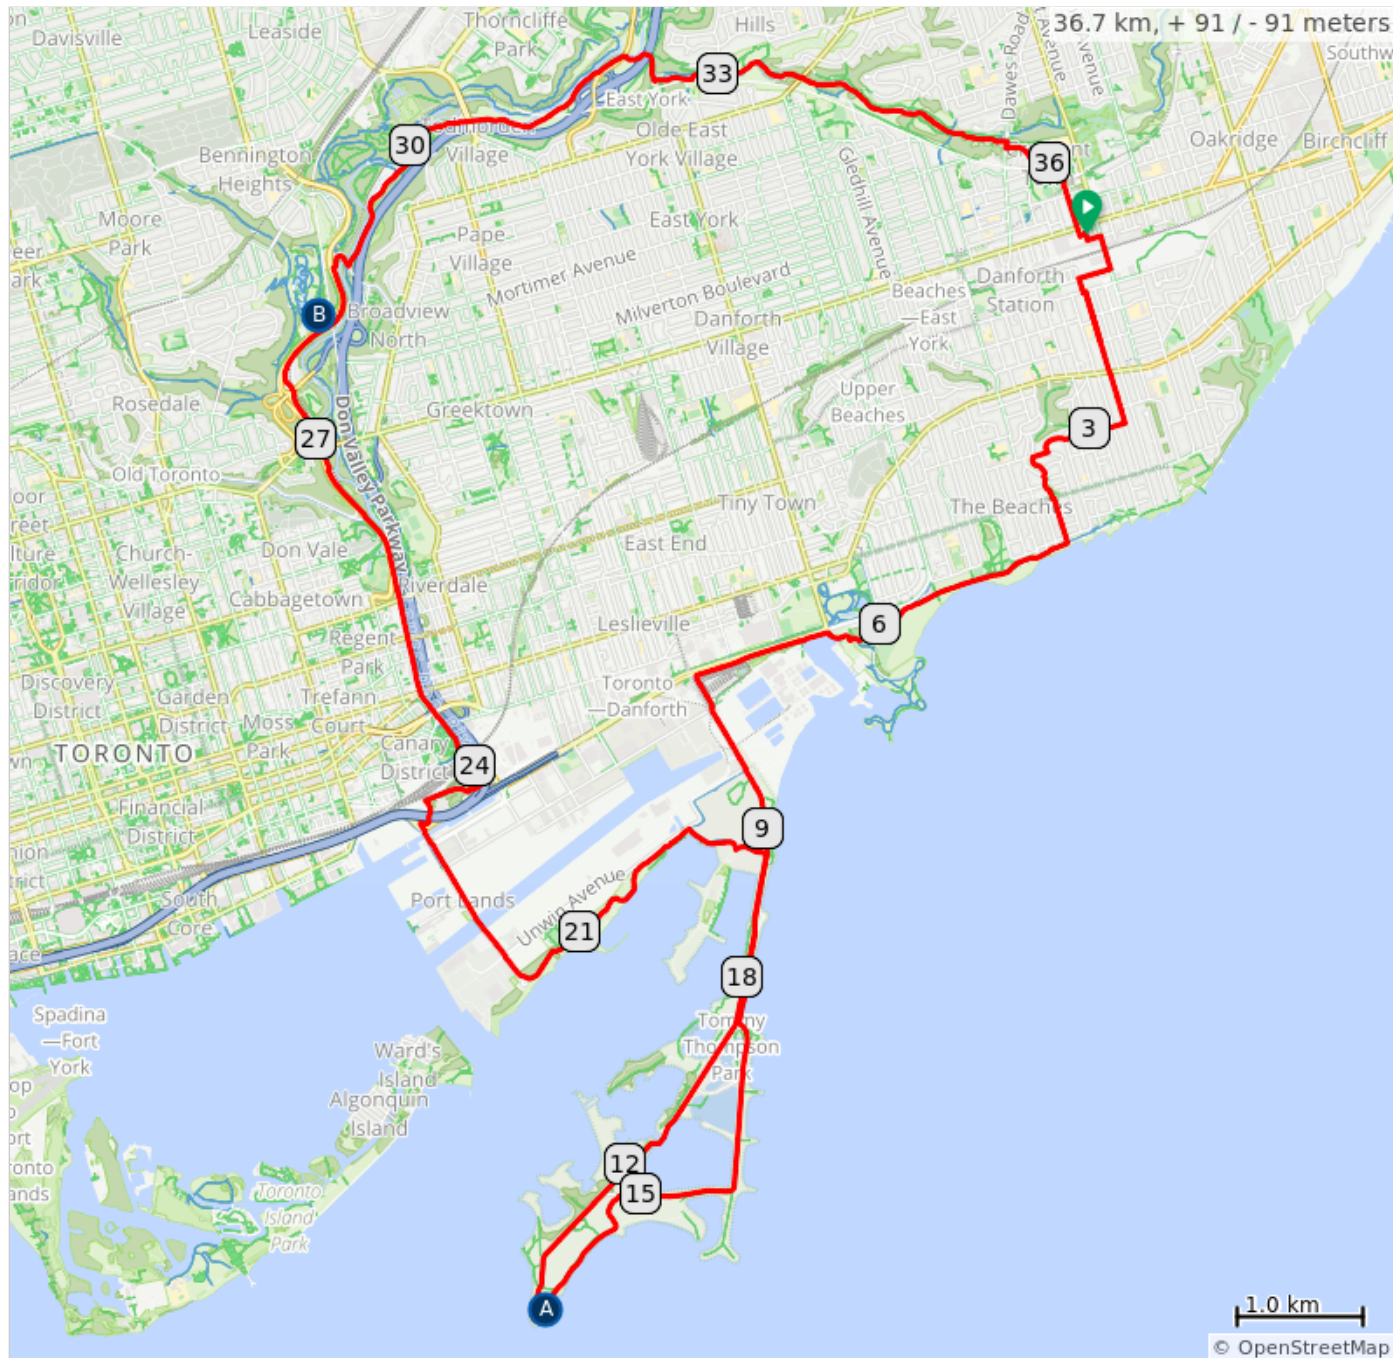 36.7 km, + 91 / - 91 meters
Davisville
Leaside
Thorncliffe
Park
Hills
Dawes Road
Avenue
Avenue
Southw
33
East York
Olde East
York Village
Oakridge
Birchcliff
30
Village
Bennington
Heights
36
Moore
Park
Gledhill Avenue
East York
Pape
Village
Mortimer Avenue
Milverton Boulevard
Danforth
Station
Beaches
—East
York
B
Broadview
North
Danforth
Village
Rosedale
Greektown
Upper
Beaches
27
3
Old Toronto
Don Valley Parkway
Tiny Town
The Beaches
Church-
Wellesley
Village
Don Vale
East End
Cabbagetown
Riverdale
Regent
Park
Leslieville
6
Discovery
District
Garden
District
Trefann
Court
Moss
Park
Toronto
—Danforth
TORONTO
Canary
District
24
Financial
District
9
South
Core
Port Lands
Unwin Avenue
21
18
Spadina
—Fort
York
Ward's
Island
Algonquin
Island
Tommy
Thompson
Park
12
15
Toronto
Island
Park
A
1.0 km
© OpenStreetMap